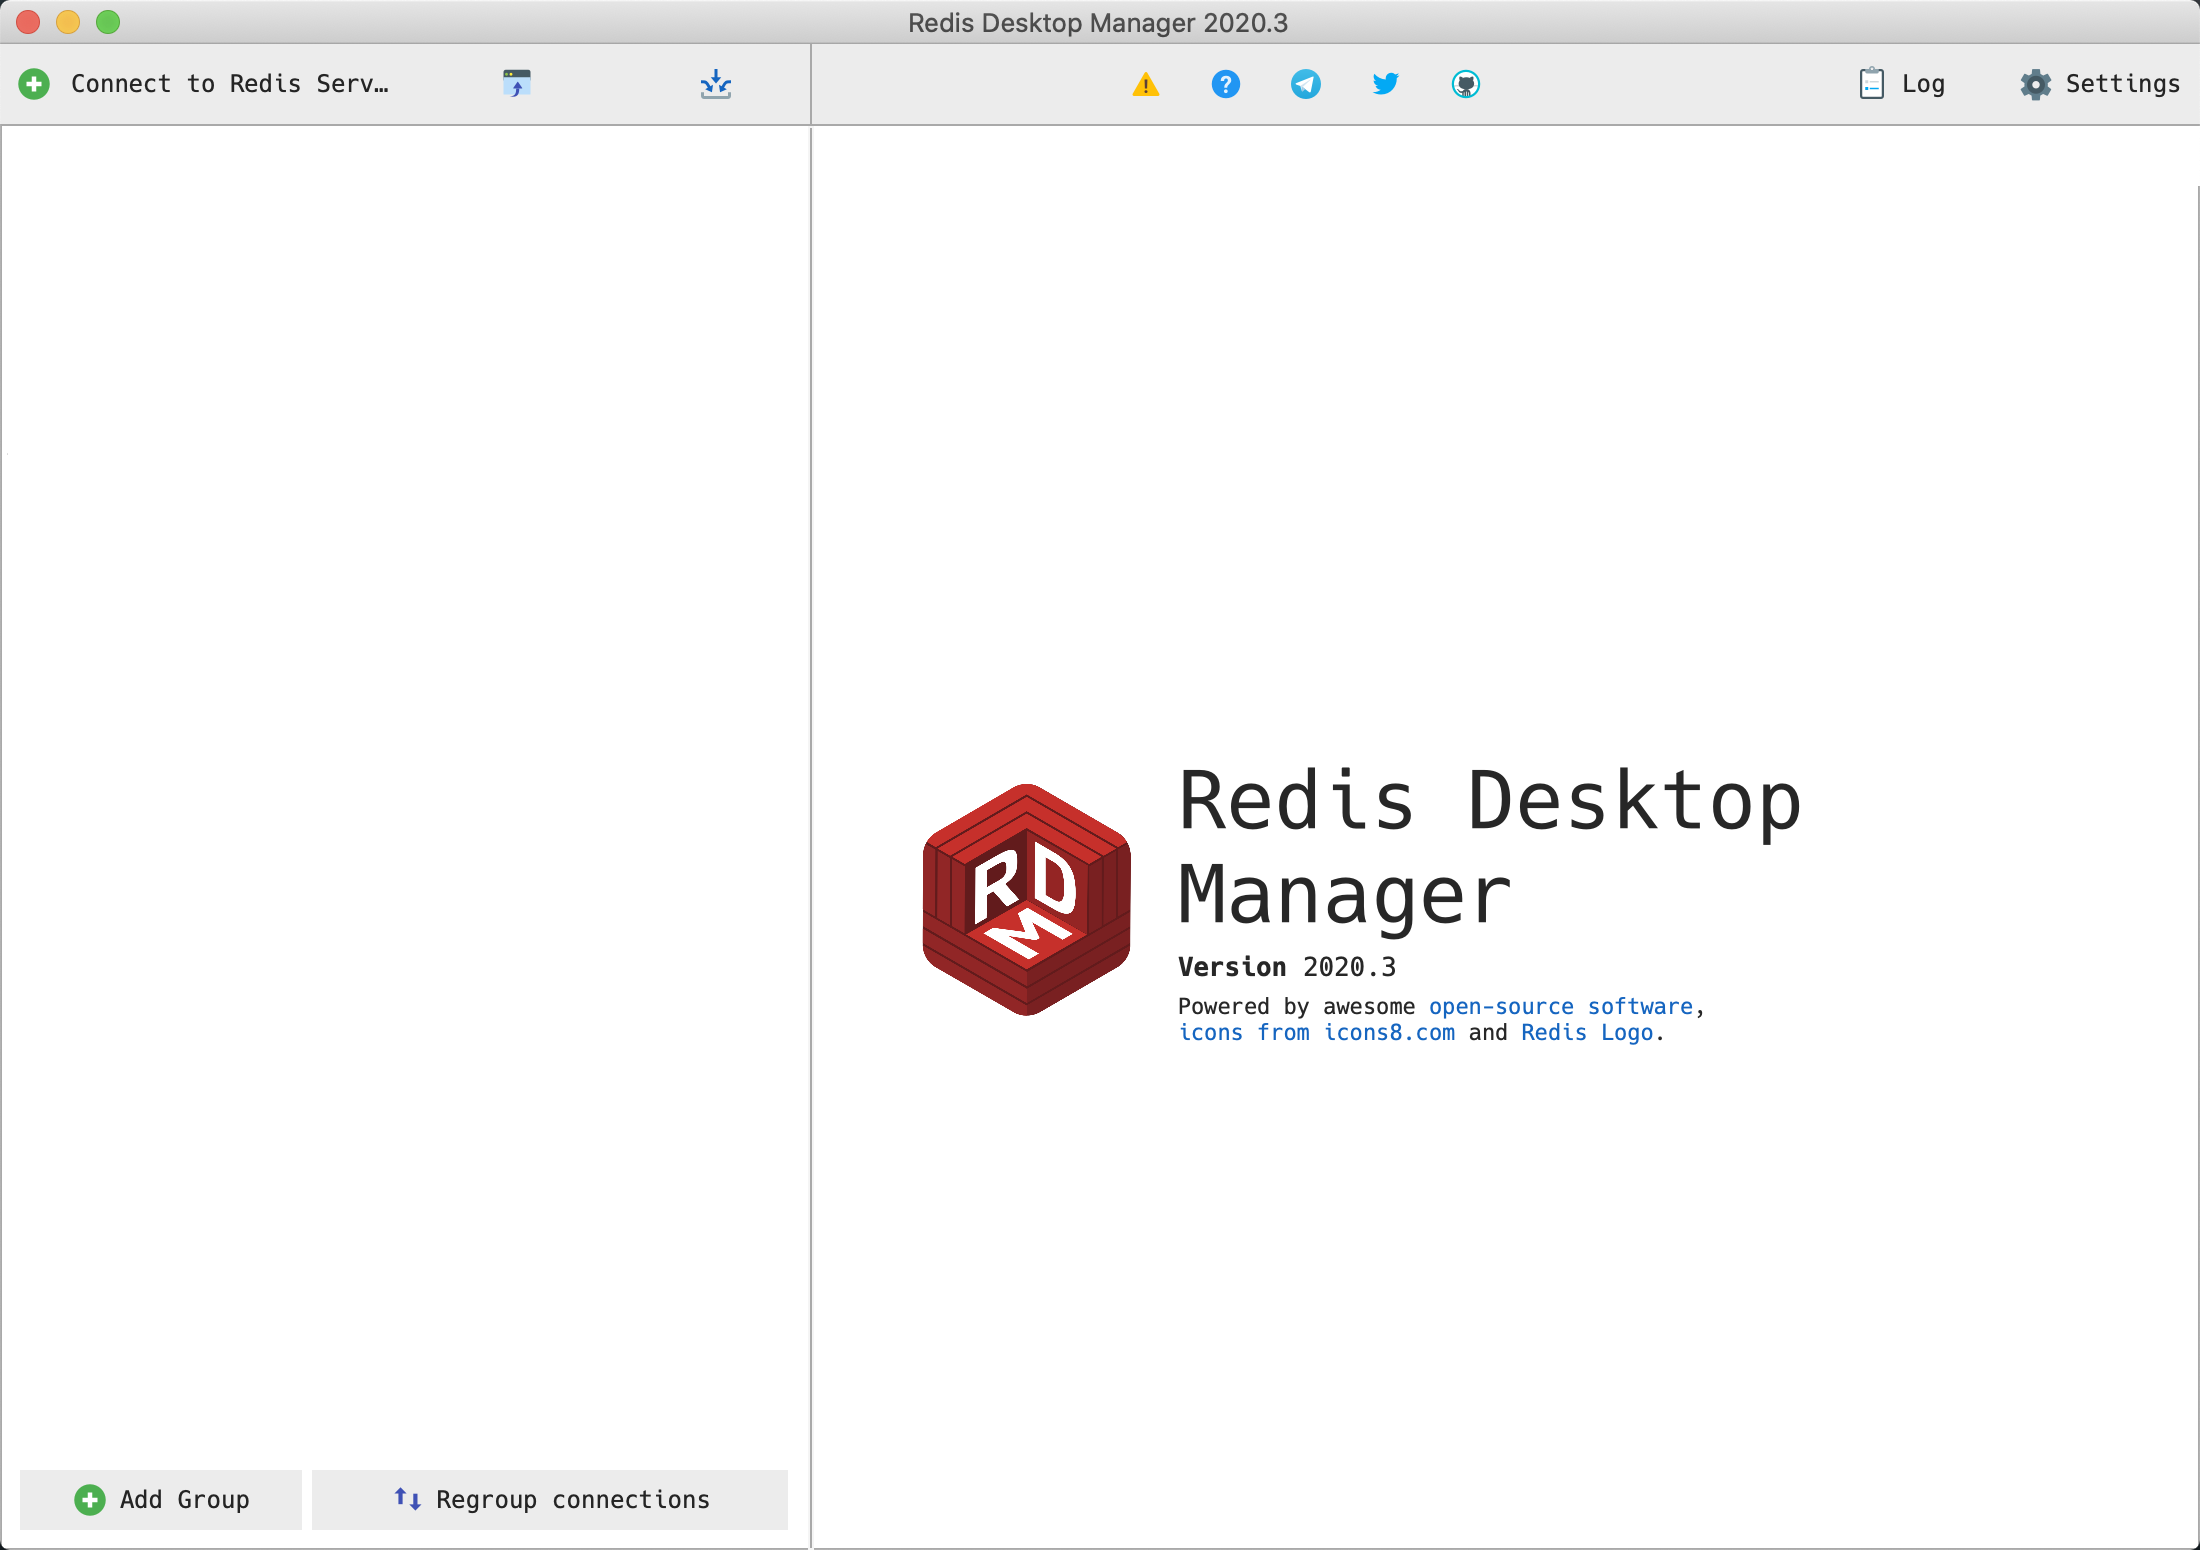 Redis Desktop Manager 2020.3
Connect to Redis Serv…
Log
Settings
RD
M
Redis Desktop
Manager
Version 2020.3
Powered by awesome open-source software,
icons from icons8.com and Redis Logo.
Add Group
Regroup connections